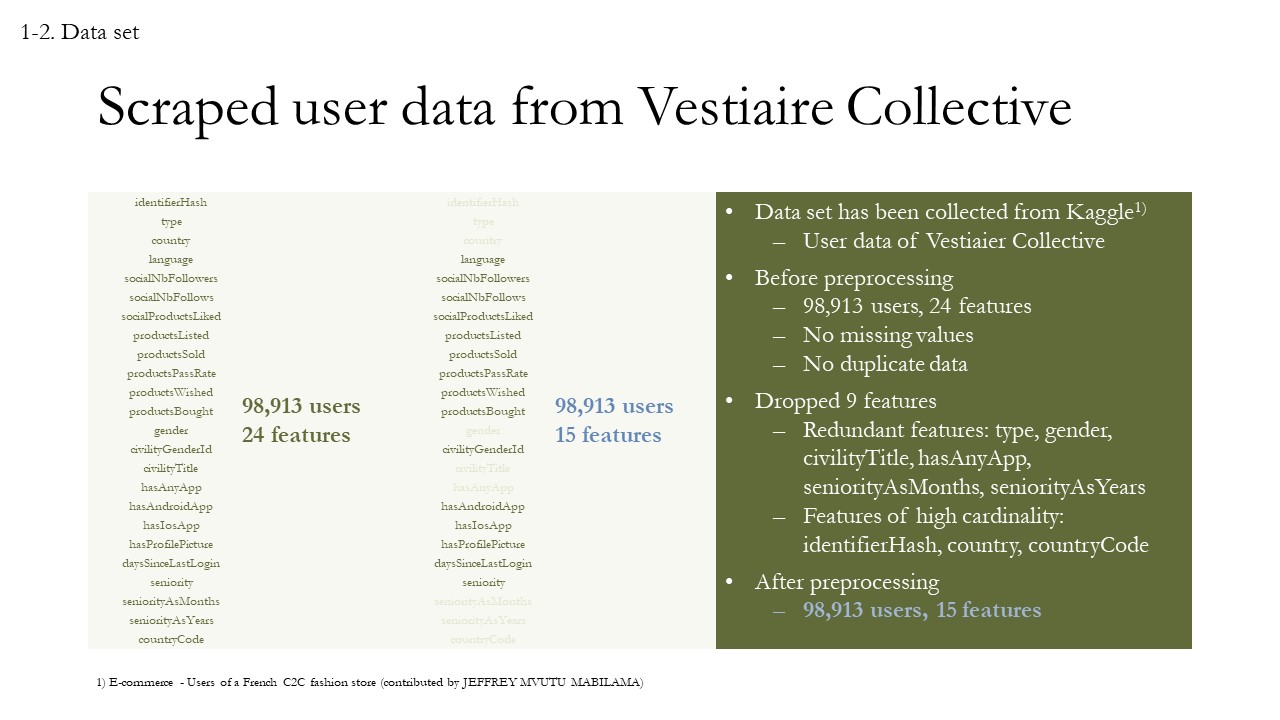 1-2. Data set
Scraped user data from Vestiaire Collective
identifierHash
type
country
language
socialNbFollowers
socialNbFollows
socialProductsLiked
productsListed
productsSold
productsPassRate
productsWished
productsBought
gender
civilityGenderId
civilityTitle
hasAnyApp
hasAndroidApp
hasIosApp
hasProfilePicture
daysSinceLastLogin
seniority
seniorityAsMonths
seniorityAsYears
countryCode
98,913 users
24 features
identifierHash
type
country
language
socialNbFollowers
socialNbFollows
socialProductsLiked
productsListed
productsSold
productsPassRate
productsWished
productsBought
gender
civilityGenderId
civilityTitle
hasAnyApp
hasAndroidApp
hasIosApp
hasProfilePicture
daysSinceLastLogin
seniority
seniorityAsMonths
seniorityAsYears
countryCode
98,913 users
15 features
• Data set has been collected from Kaggle1)
– User data of Vestiaier Collective
• Before preprocessing
– 98,913 users, 24 features
– No missing values
– No duplicate data
• Dropped 9 features
– Redundant features: type, gender,
civilityTitle, hasAnyApp,
seniorityAsMonths, seniorityAsYears
– Features of high cardinality:
identifierHash, country, countryCode
• After preprocessing
– 98,913 users, 15 features
1) E-commerce - Users of a French C2C fashion store (contributed by JEFFREY MVUTU MABILAMA)